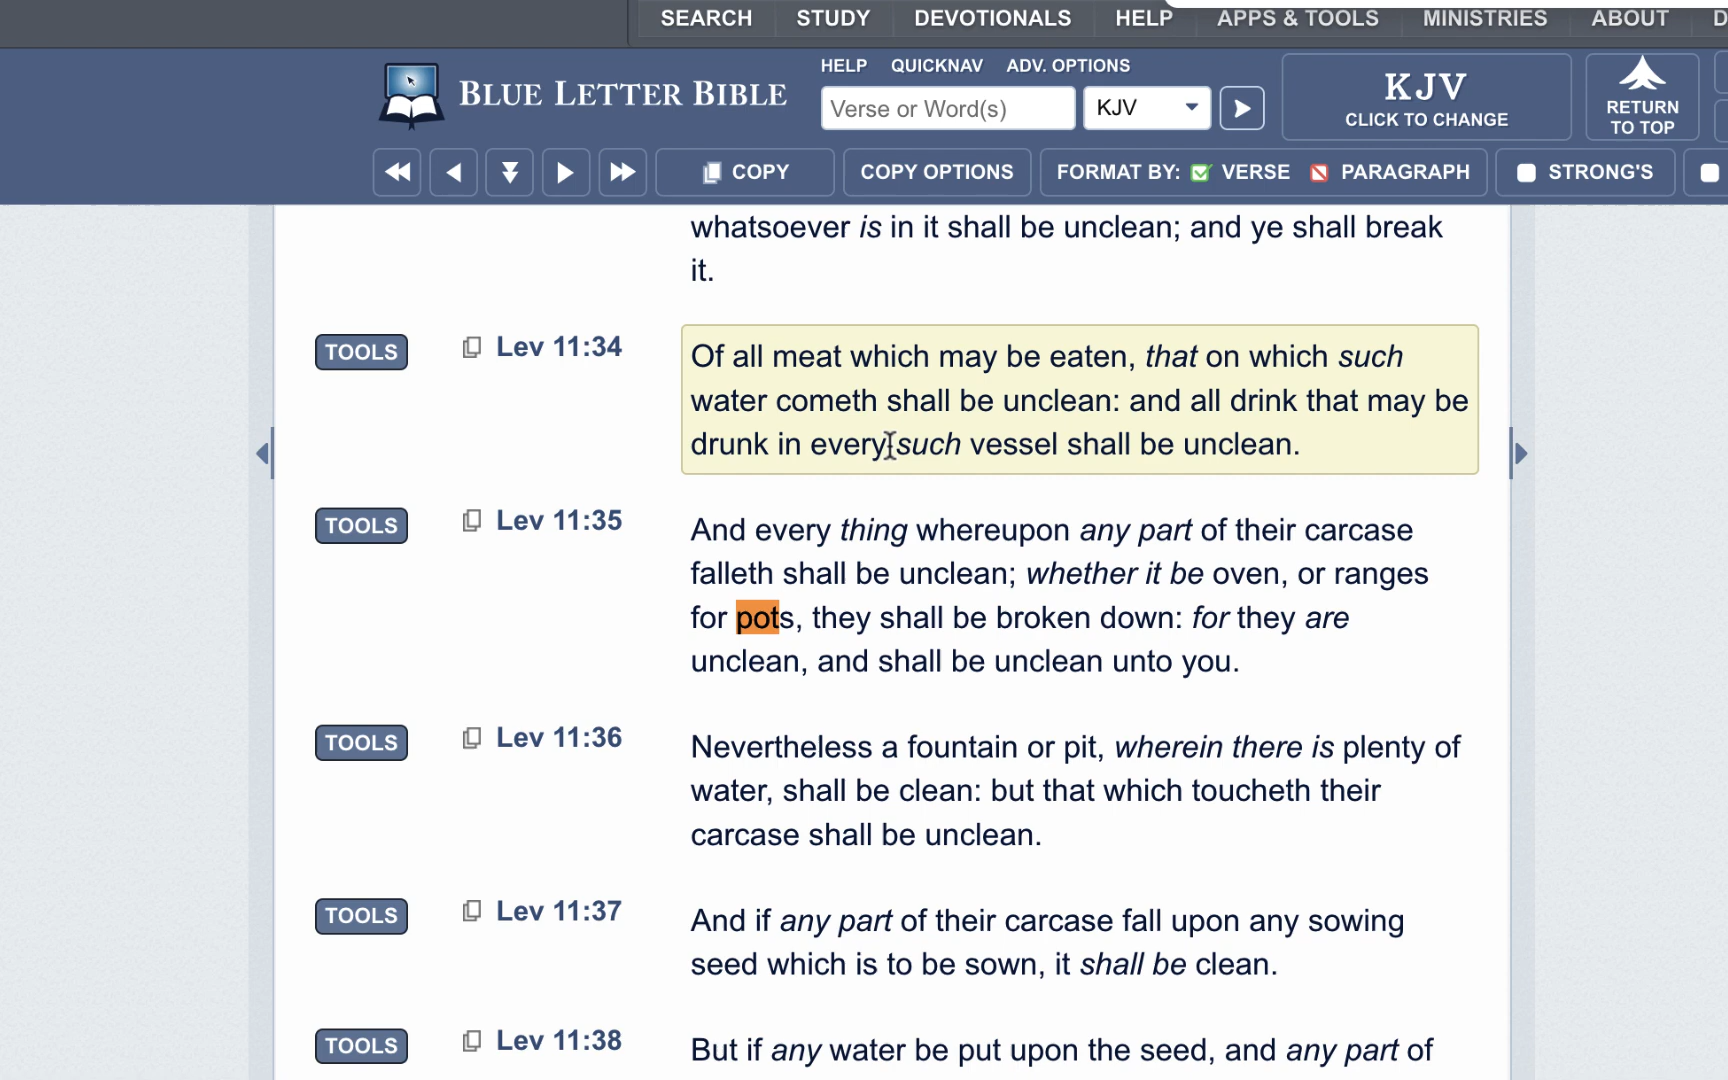 SEARCH STUDY DEVOTIONALS HELP APPS & TOOLS MINISTRIES ABOUT D
HELP QUICKNAV ADV. OPTIONS
BLUE LETTER BIBLE
Verse or Word(s) KJV
KJV
CLICK TO CHANGE
RETURN
TO TOP
COPY COPY OPTIONS FORMAT BY: VERSE PARAGRAPH STRONG'S
whatsoever is in it shall be unclean; and ye shall break
it.
TOOLS Lev 11:34 Of all meat which may be eaten, that on which such
water cometh shall be unclean: and all drink that may be
drunk in every such vessel shall be unclean.
TOOLS Lev 11:35 And every thing whereupon any part of their carcase
falleth shall be unclean; whether it be oven, or ranges
for pots, they shall be broken down: for they are
unclean, and shall be unclean unto you.
TOOLS Lev 11:36 Nevertheless a fountain or pit, wherein there is plenty of
water, shall be clean: but that which toucheth their
carcase shall be unclean.
TOOLS Lev 11:37 And if any part of their carcase fall upon any sowing
seed which is to be sown, it shall be clean.
TOOLS Lev 11:38 But if any water be put upon the seed, and any part of